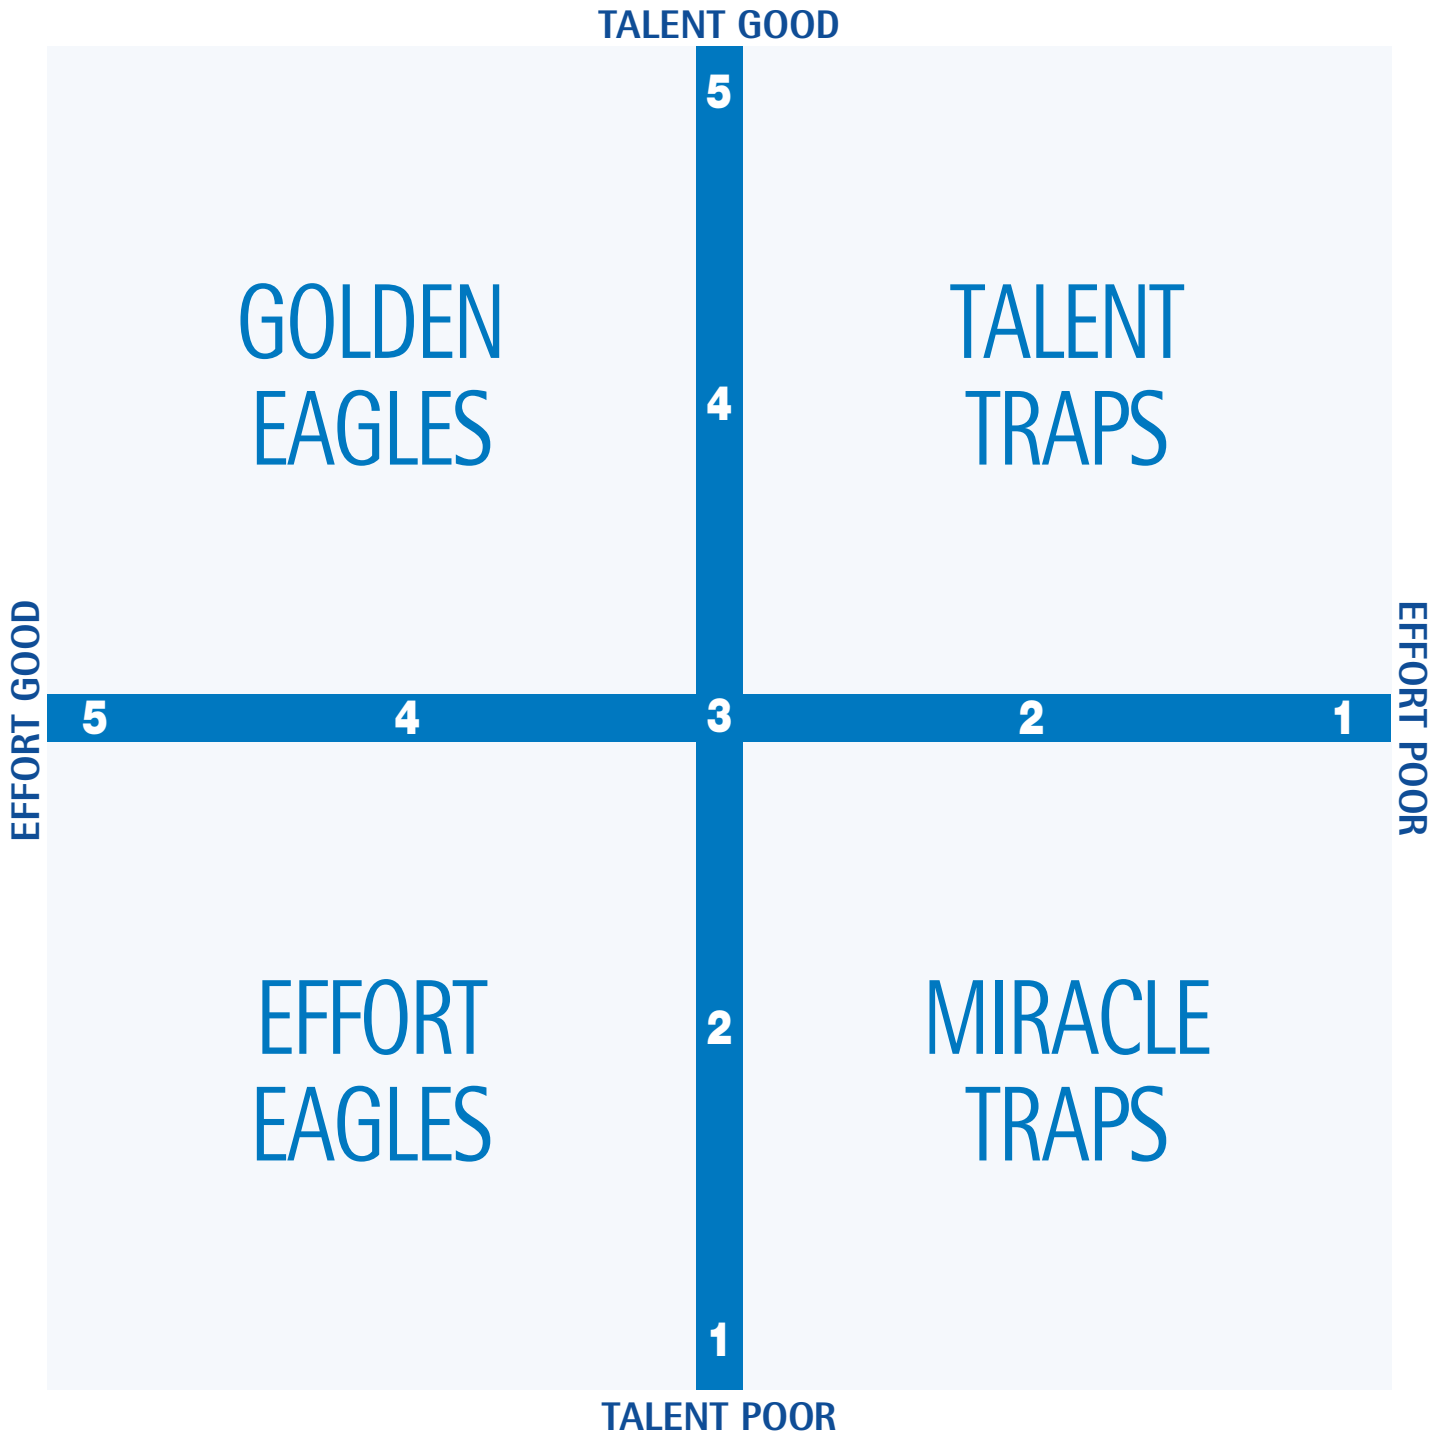 TALENT GOOD
5
GOLDEN
EAGLES
TALENT
TRAPS
4
EFFORT GOOD
5 4 3 2 1
EFFORT POOR
EFFORT
EAGLES
2
MIRACLE
TRAPS
1
TALENT POOR